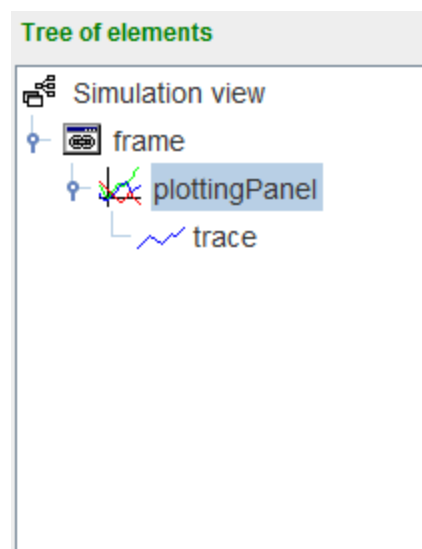 Tree of elements
Simulation view
frame
plottingPanel
trace